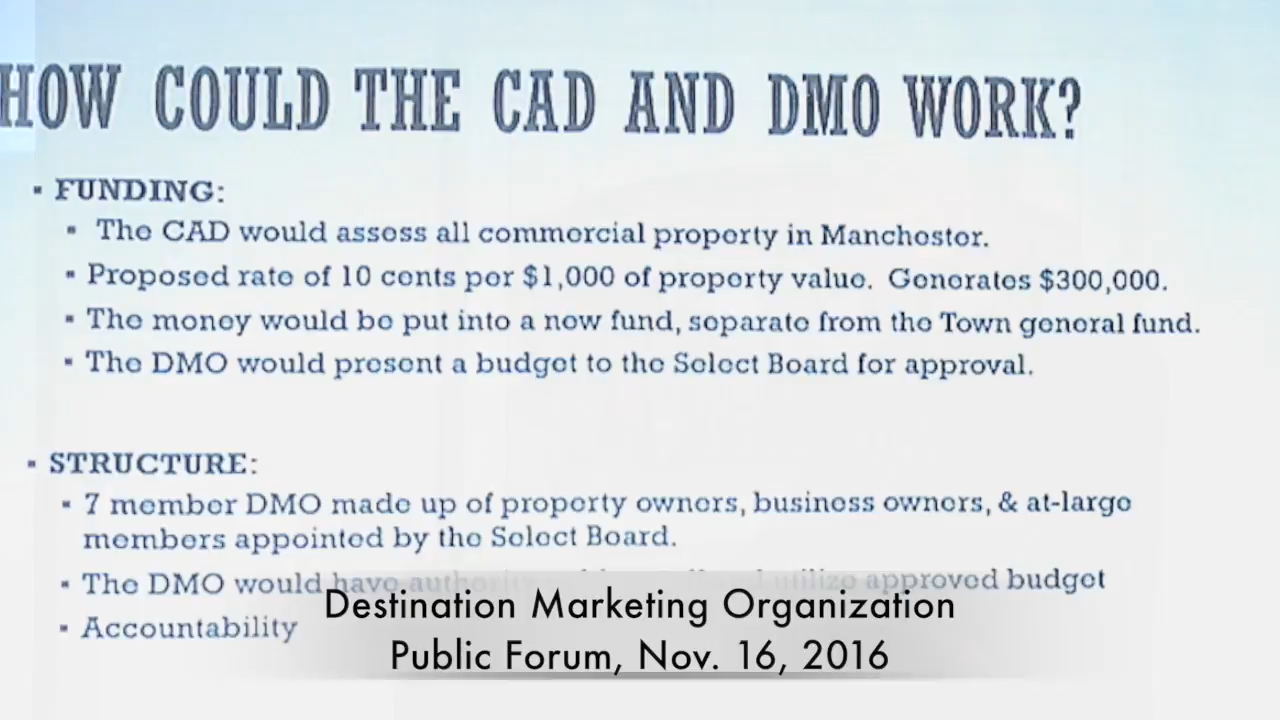 HOW COULD THE CAD AND DMO WORK?
▪ FUNDING:
▪ The CAD would assess all commercial property in Manchester.
▪ Proposed rate of 10 cents per $1,000 of property value. Generates $300,000.
▪ The money would be put into a new fund, separate from the Town general fund.
▪ The DMO would present a budget to the Select Board for approval.
▪ STRUCTURE:
▪ 7 member DMO made up of property owners, business owners, & at-large
members appointed by the Select Board.
▪ The DMO would have authority utilize approved budget
▪ Accountability
Destination Marketing Organization
Public Forum, Nov. 16, 2016